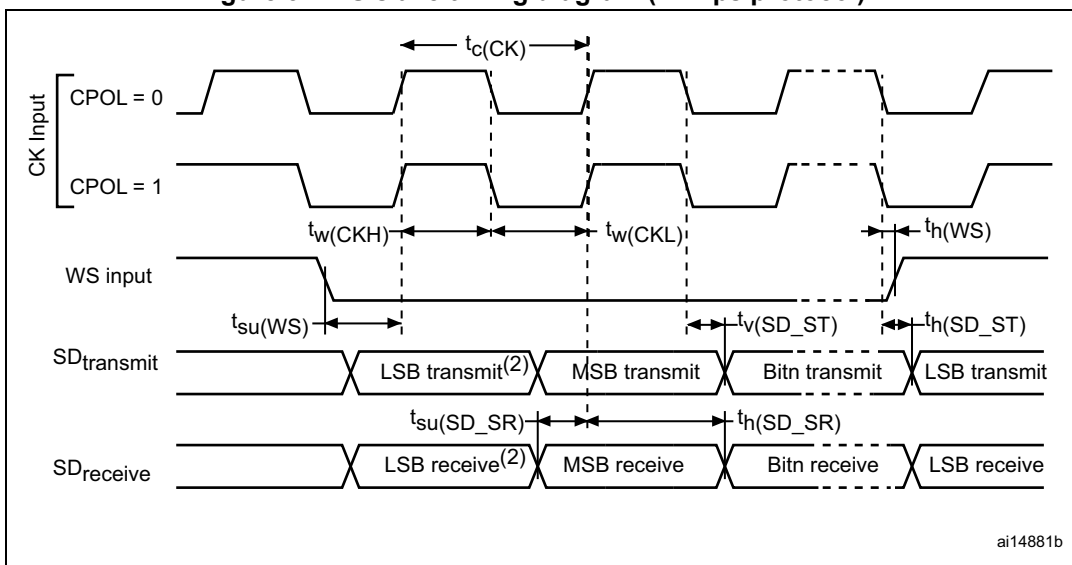 tc(CK)
CK Input
CPOL = 0
CPOL = 1
tw(CKH)
tw(CKL)
th(WS)
WS input
tsu(WS)
tv(SD_ST)
th(SD_ST)
SDtransmit
LSB transmit(2)
MSB transmit
Bitn transmit
LSB transmit
tsu(SD_SR)
th(SD_SR)
SDreceive
LSB receive(2)
MSB receive
Bitn receive
LSB receive
ai14881b